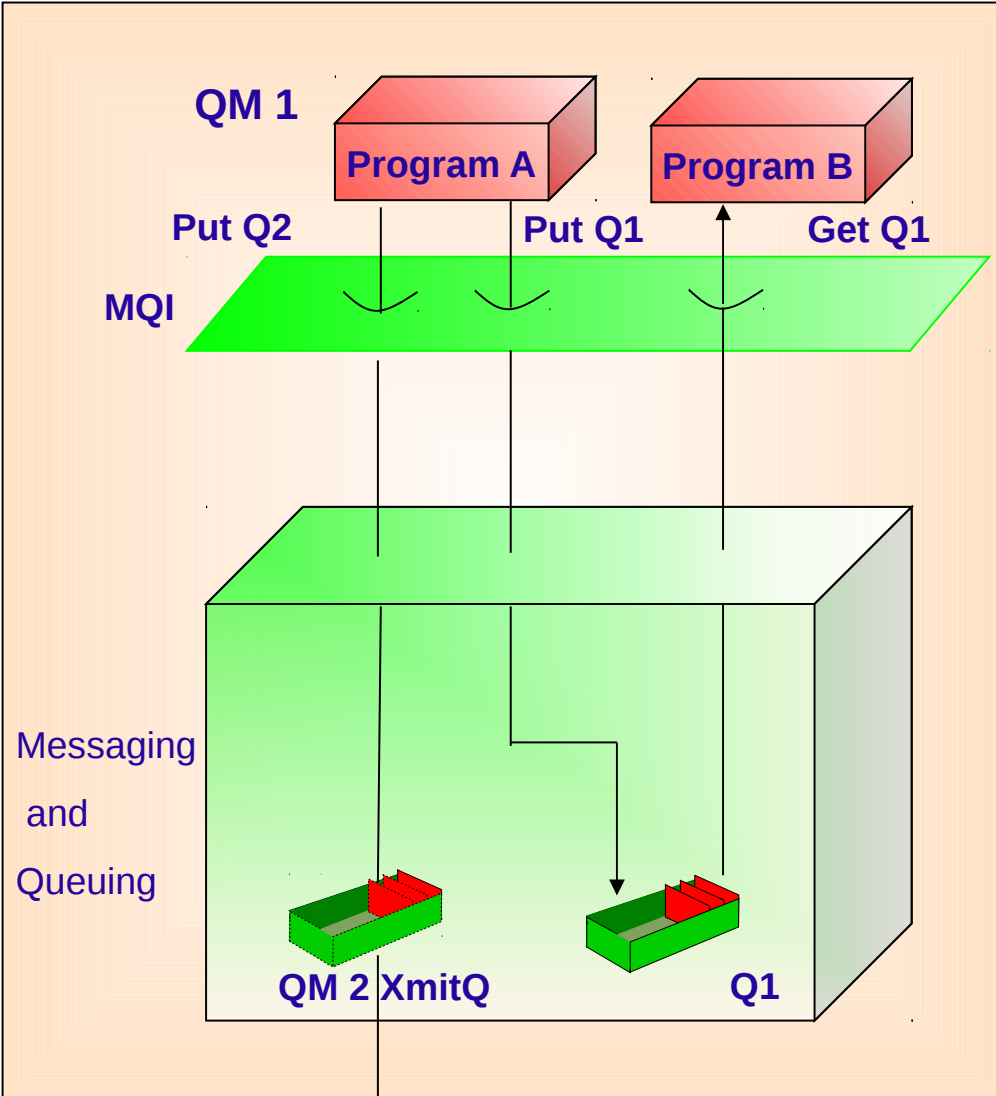 QM 1
Program A
Program B
Put Q2
Put Q1
Get Q1
MQI
Messaging
and
Queuing
QM 2 XmitQ
Q1